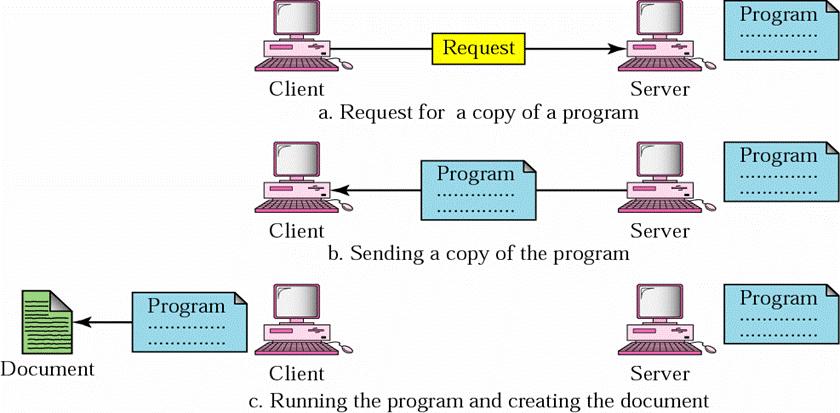 Program
..............
..............
Request
Client
Server
a. Request for a copy of a program
Program
..............
..............
Program
..............
..............
Client
Server
b. Sending a copy of the program
Program
..............
..............
Program
..............
..............
Document
Client
Server
c. Running the program and creating the document